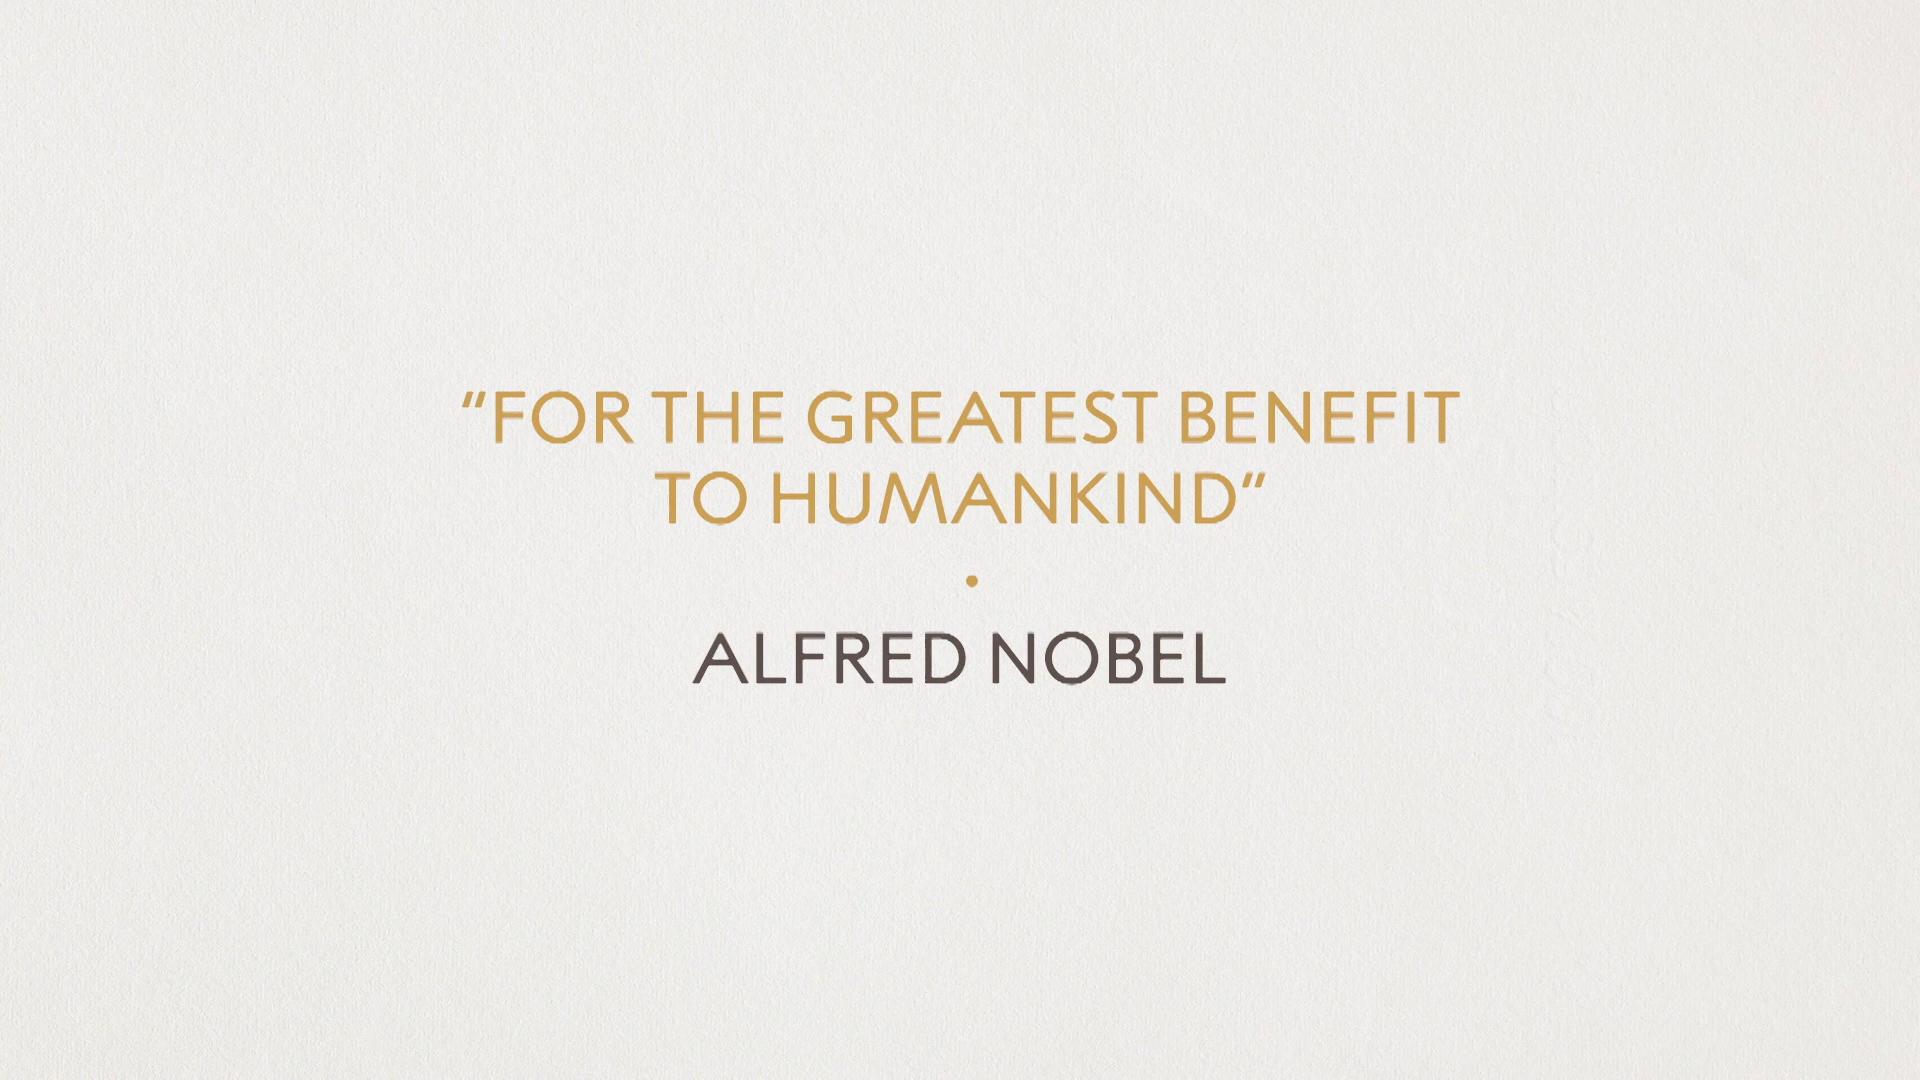 “FOR THE GREATEST BENEFIT
TO HUMANKIND”
•
ALFRED NOBEL